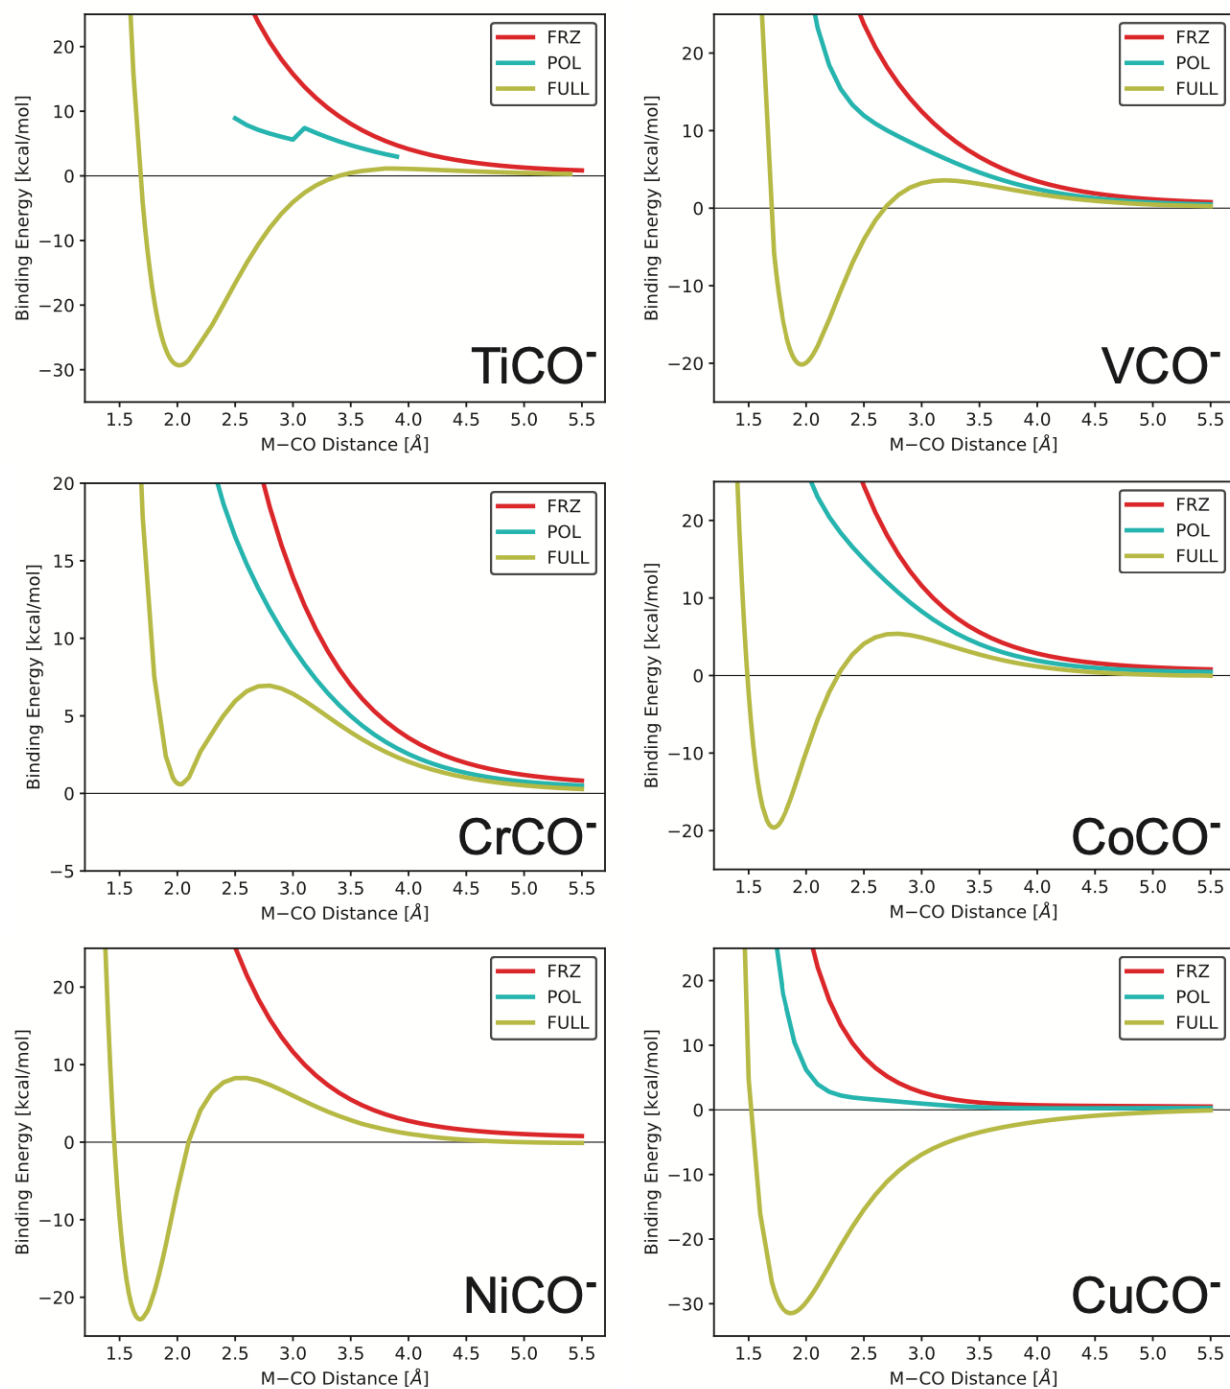 FRZ
POL
FULL
20
10
0
−10
−20
−30
Binding Energy [kcal/mol]
TiCO-
1.5 2.0 2.5 3.0 3.5 4.0 4.5 5.0 5.5
M−CO Distance [Å]
FRZ
POL
FULL
20
10
0
−10
−20
Binding Energy [kcal/mol]
VCO-
1.5 2.0 2.5 3.0 3.5 4.0 4.5 5.0 5.5
M−CO Distance [Å]
FRZ
POL
FULL
20
15
10
5
0
−5
Binding Energy [kcal/mol]
CrCO-
1.5 2.0 2.5 3.0 3.5 4.0 4.5 5.0 5.5
M−CO Distance [Å]
FRZ
POL
FULL
20
10
0
−10
−20
Binding Energy [kcal/mol]
CoCO-
1.5 2.0 2.5 3.0 3.5 4.0 4.5 5.0 5.5
M−CO Distance [Å]
FRZ
POL
FULL
20
10
0
−10
−20
Binding Energy [kcal/mol]
NiCO-
1.5 2.0 2.5 3.0 3.5 4.0 4.5 5.0 5.5
M−CO Distance [Å]
FRZ
POL
FULL
20
10
0
−10
−20
−30
Binding Energy [kcal/mol]
CuCO-
1.5 2.0 2.5 3.0 3.5 4.0 4.5 5.0 5.5
M−CO Distance [Å]